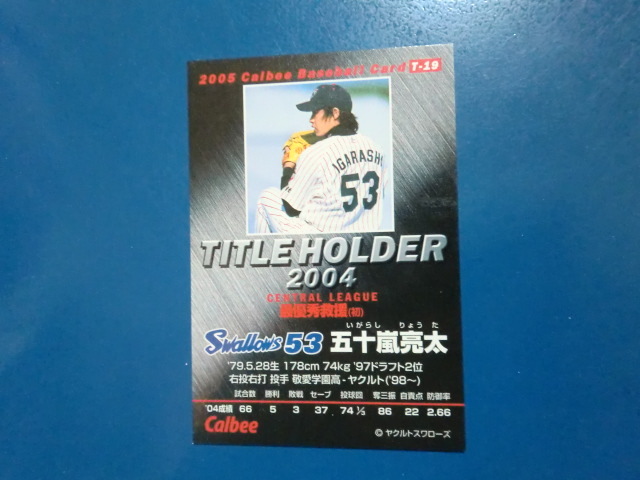 2005 Calbee Baseball Card T-19
IGARASHI
53
TITLE HOLDER
2004
CENTRAL LEAGUE
最優秀救援(初)
いがらし りょうた
Swallows 53 五十嵐亮太
'79.5.28生 178cm 74kg '97ドラフト2位
右投右打 投手 敬愛学園高-ヤクルト('98～)
試合数 勝利 敗戦 セーブ 投球回 奪三振 自責点 防御率
'04成績 66 5 3 37 74⅓ 86 22 2.66
Calbee
© ヤクルトスワローズ